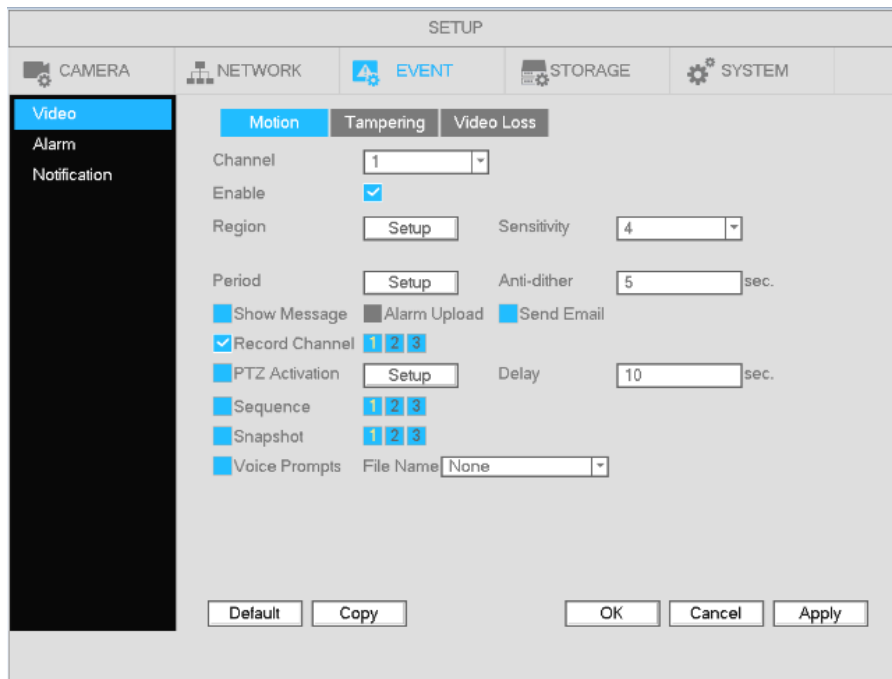 SETUP
CAMERA NETWORK EVENT STORAGE SYSTEM
Video
Alarm
Notification
Motion Tampering Video Loss
Channel 1
Enable
Region Setup Sensitivity 4
Period Setup Anti-dither 5 sec.
Show Message Alarm Upload Send Email
Record Channel 1 2 3
PTZ Activation Setup Delay 10 sec.
Sequence 1 2 3
Snapshot 1 2 3
Voice Prompts File Name None
Default Copy OK Cancel Apply